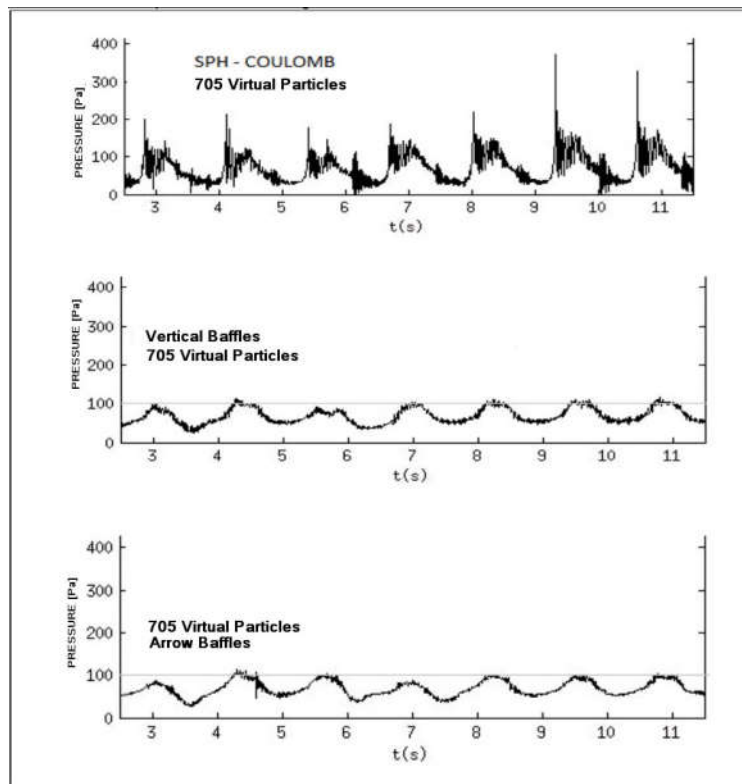 SPH - COULOMB
705 Virtual Particles
PRESSURE [Pa]
400
300
200
100
0
3 4 5 6 7 8 9 10 11
t(s)
Vertical Baffles
705 Virtual Particles
PRESSURE [Pa]
400
300
200
100
0
3 4 5 6 7 8 9 10 11
t(s)
705 Virtual Particles
Arrow Baffles
PRESSURE [Pa]
400
300
200
100
0
3 4 5 6 7 8 9 10 11
t(s)